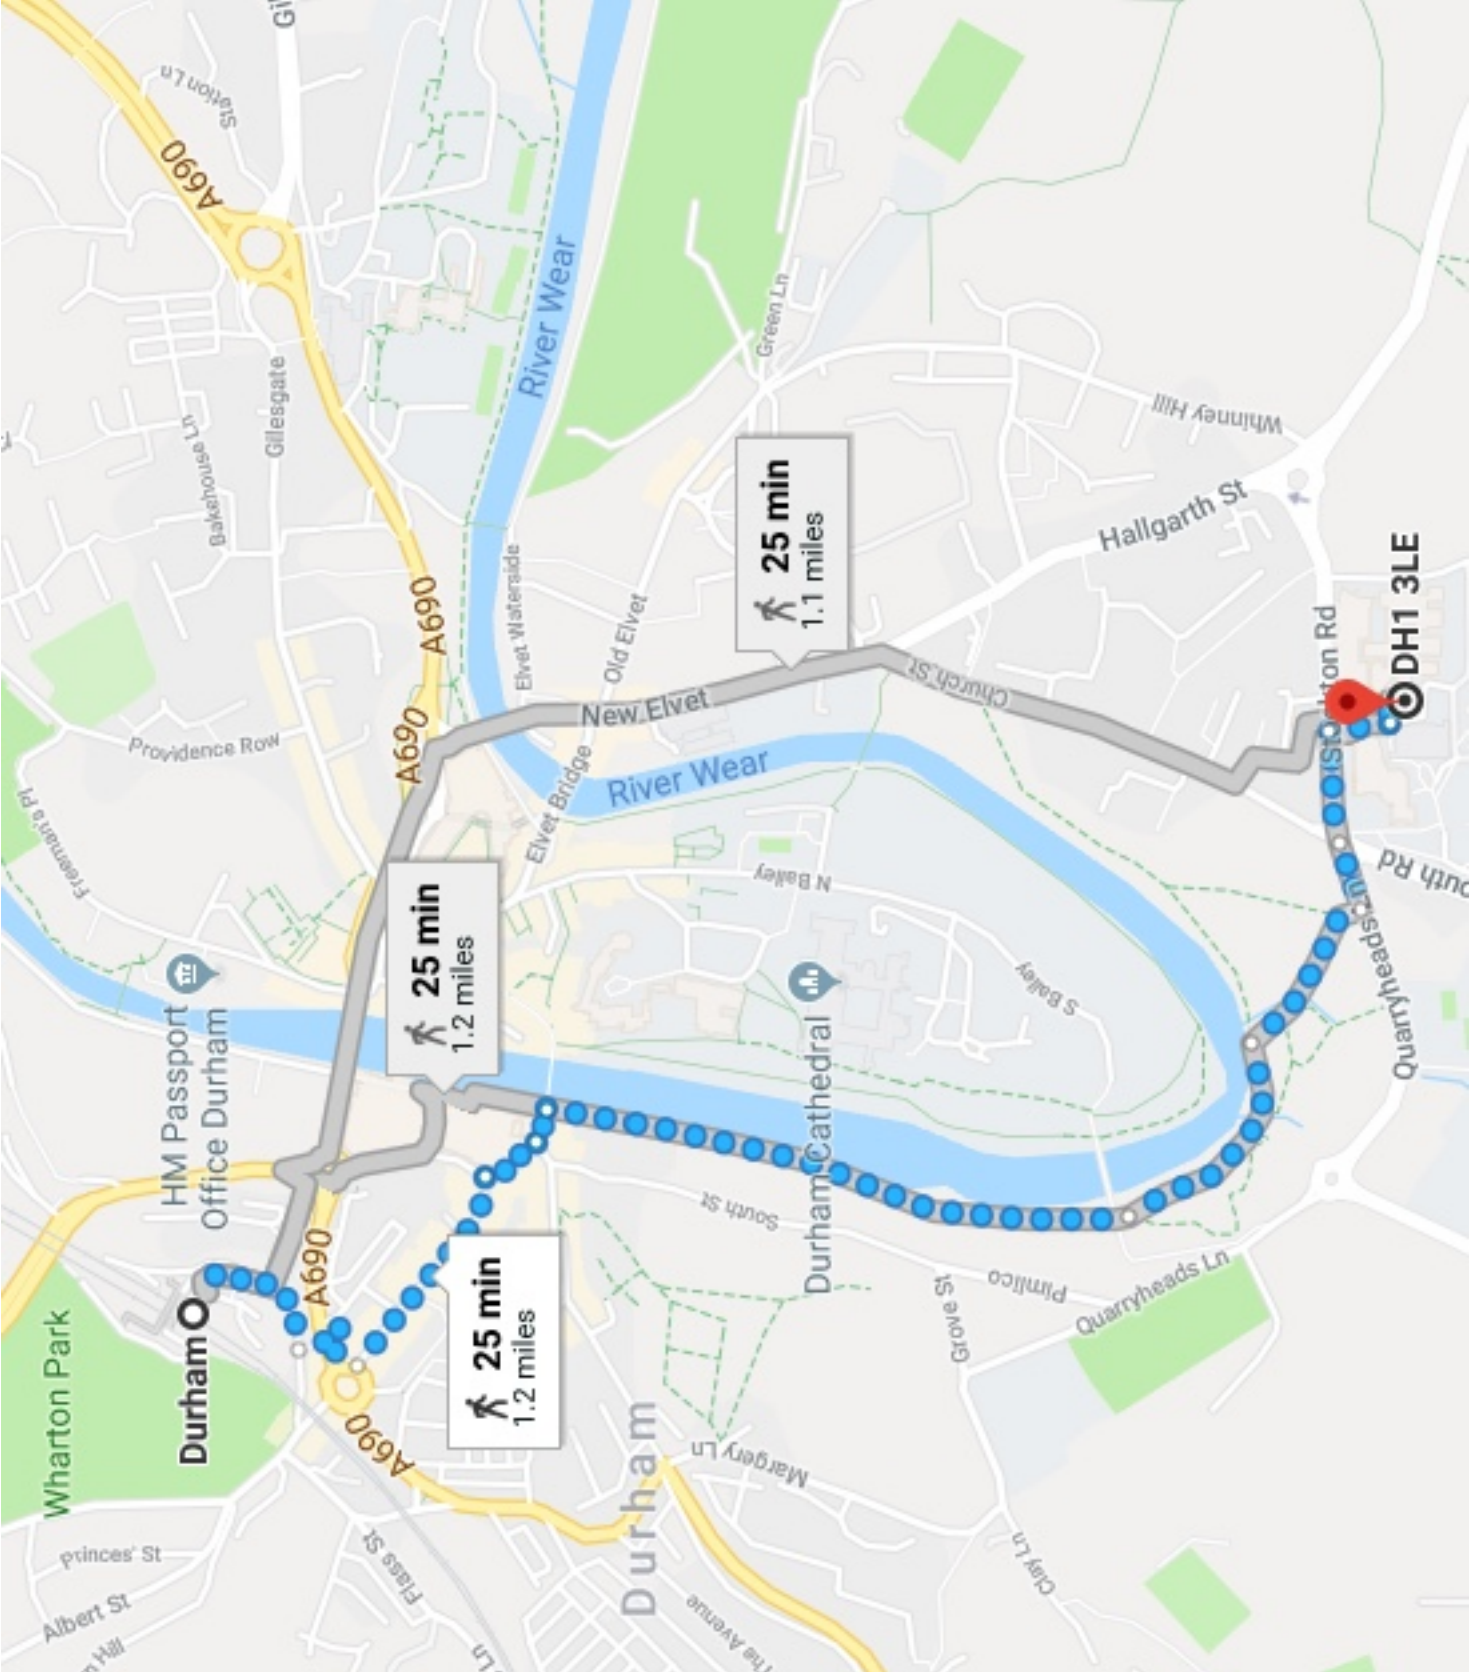 Gil
Station Ln
A690
Gilesgate
Bakehouse Ln
River Wear
Green Ln
Whinney Hill
Hallgarth St
25 min
1.1 miles
A690
Elvet Waterside
Old Elvet
Providence Row
A690
New Elvet
Church St
DH1 3LE
Freeman's Pl
Elvet Bridge
River Wear
25 min
1.2 miles
N Bailey
S Bailey
Quarryheads Ln
HM Passport
Office Durham
Durham Cathedral
South St
Pimlico
Quarryheads Ln
Grove St
A690
Durham
Wharton Park
25 min
1.2 miles
A690
Durham
Margery Ln
Clay Ln
Princes' St
Albert St
Flass St
The Avenue